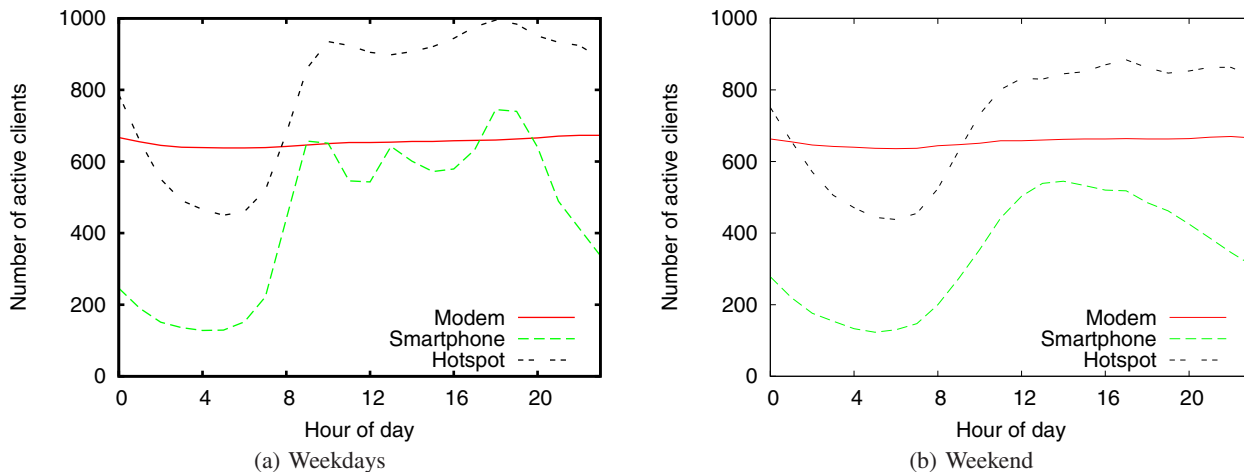 Number of active clients
1000
800
600
400
200
0
Modem
Smartphone
Hotspot
0 4 8 12 16 20
Hour of day
(a) Weekdays
Number of active clients
1000
800
600
400
200
0
Modem
Smartphone
Hotspot
0 4 8 12 16 20
Hour of day
(b) Weekend